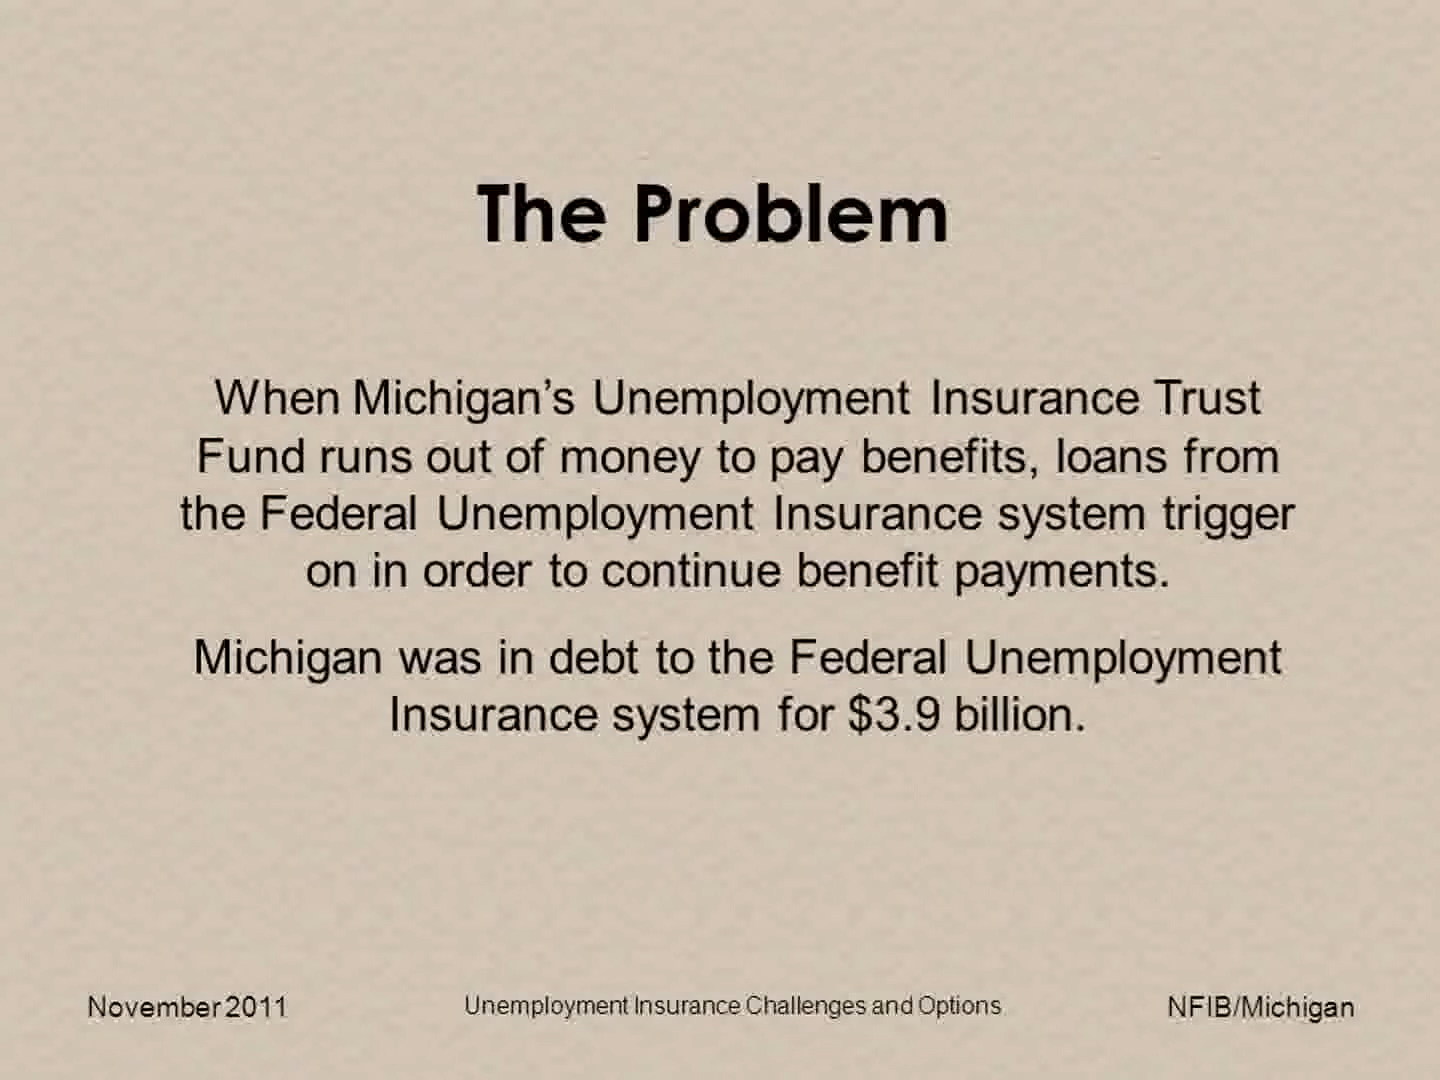 The Problem
When Michigan’s Unemployment Insurance Trust
Fund runs out of money to pay benefits, loans from
the Federal Unemployment Insurance system trigger
on in order to continue benefit payments.
Michigan was in debt to the Federal Unemployment
Insurance system for $3.9 billion.
November 2011
Unemployment Insurance Challenges and Options
NFIB/Michigan